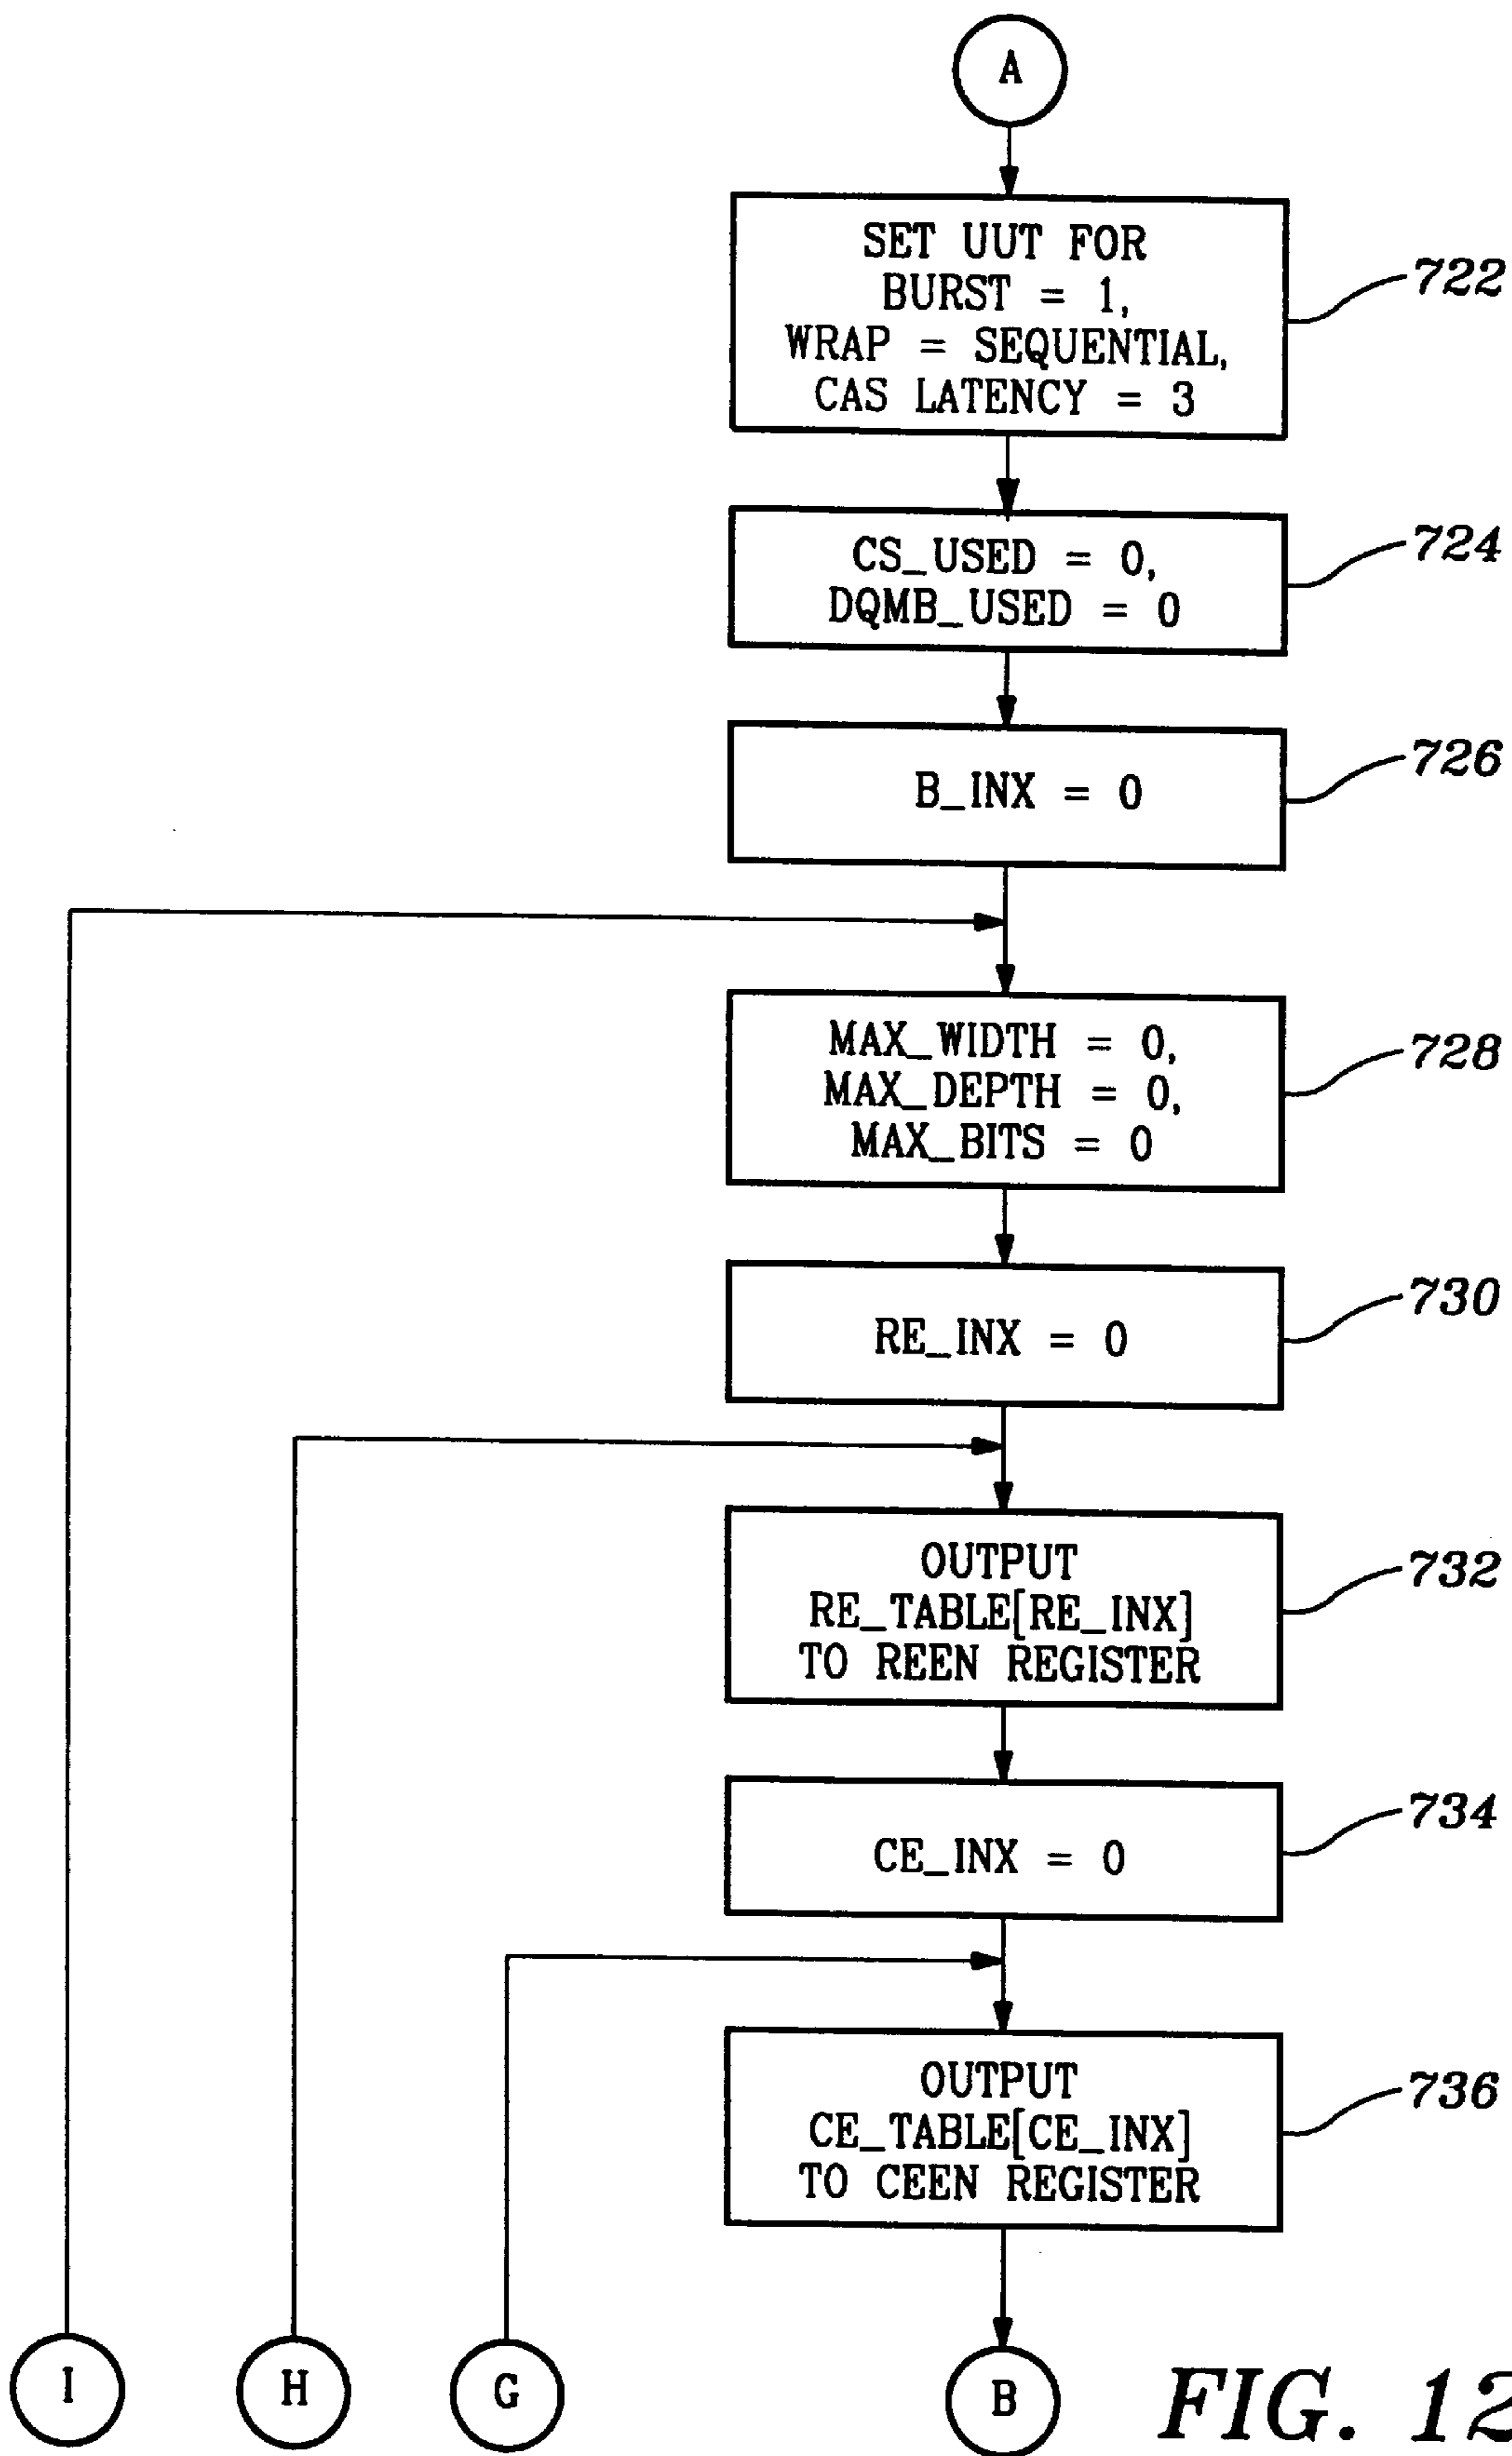 A
SET UUT FOR
BURST = 1,
WRAP = SEQUENTIAL,
CAS LATENCY = 3
722
CS_USED = 0,
DQMB_USED = 0
724
B_INX = 0
726
MAX_WIDTH = 0,
MAX_DEPTH = 0,
MAX_BITS = 0
728
RE_INX = 0
730
OUTPUT
RE_TABLE[RE_INX]
TO REEN REGISTER
732
CE_INX = 0
734
OUTPUT
CE_TABLE[CE_INX]
TO CEEN REGISTER
736
I
H
G
B
FIG. 12